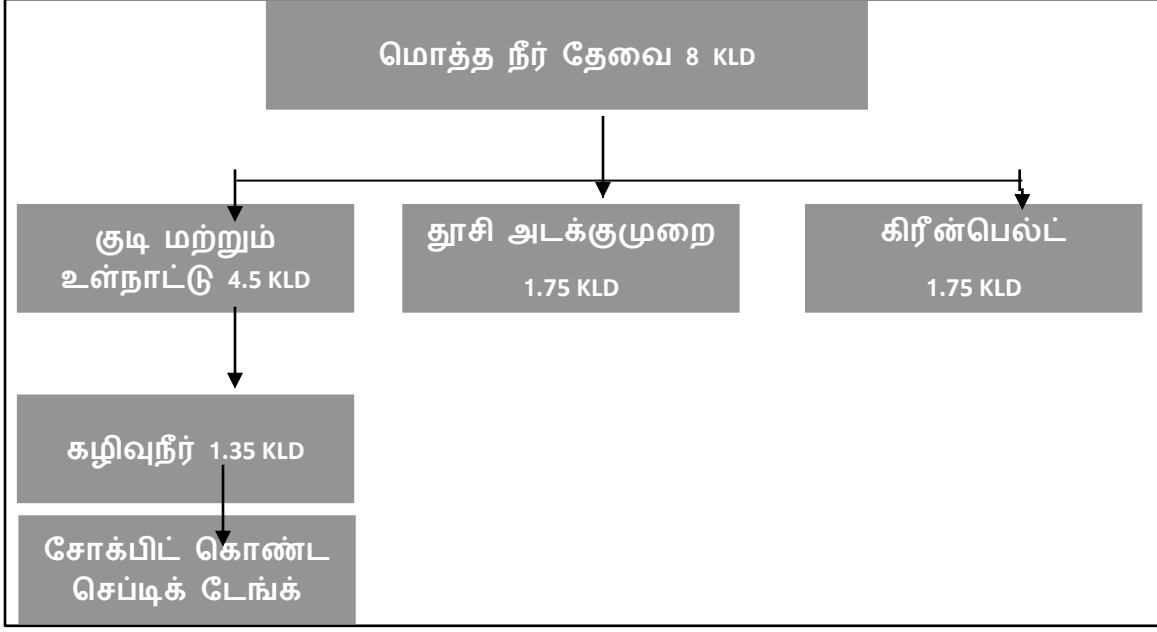 மொத்த நீர் தேவை 8 KLD
குடி மற்றும்
உள்நாட்டு 4.5 KLD
தூசி அடக்குமுறை
1.75 KLD
கிரீன்பெல்ட்
1.75 KLD
கழிவுநீர் 1.35 KLD
சோக்பிட் கொண்ட
செப்டிக் டேங்க்